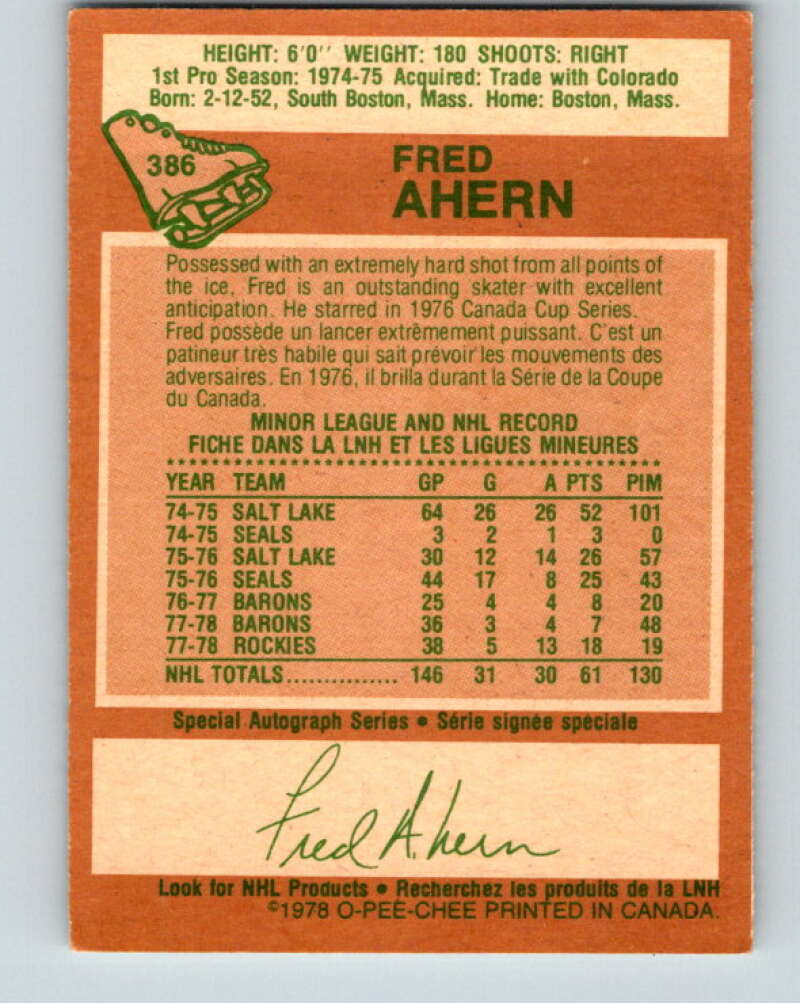 HEIGHT: 6'0'' WEIGHT: 180 SHOOTS: RIGHT
1st Pro Season: 1974-75 Acquired: Trade with Colorado
Born: 2-12-52, South Boston, Mass. Home: Boston, Mass.
386
FRED
AHERN
Possessed with an extremely hard shot from all points of
the ice, Fred is an outstanding skater with excellent
anticipation. He starred in 1976 Canada Cup Series.
Fred possède un lancer extrêmement puissant. C'est un
patineur très habile qui sait prévoir les mouvements des
adversaires. En 1976, il brilla durant la Série de la Coupe
du Canada.
MINOR LEAGUE AND NHL RECORD
FICHE DANS LA LNH ET LES LIGUES MINEURES
YEAR TEAM GP G A PTS PIM
74-75 SALT LAKE 64 26 26 52 101
74-75 SEALS 3 2 1 3 0
75-76 SALT LAKE 30 12 14 26 57
75-76 SEALS 44 17 8 25 43
76-77 BARONS 25 4 4 8 20
77-78 BARONS 36 3 4 7 48
77-78 ROCKIES 38 5 13 18 19
NHL TOTALS............... 146 31 30 61 130
Special Autograph Series • Série signée spéciale
Fred Ahern
Look for NHL Products • Recherchez les produits de la LNH
©1978 O-PEE-CHEE PRINTED IN CANADA.